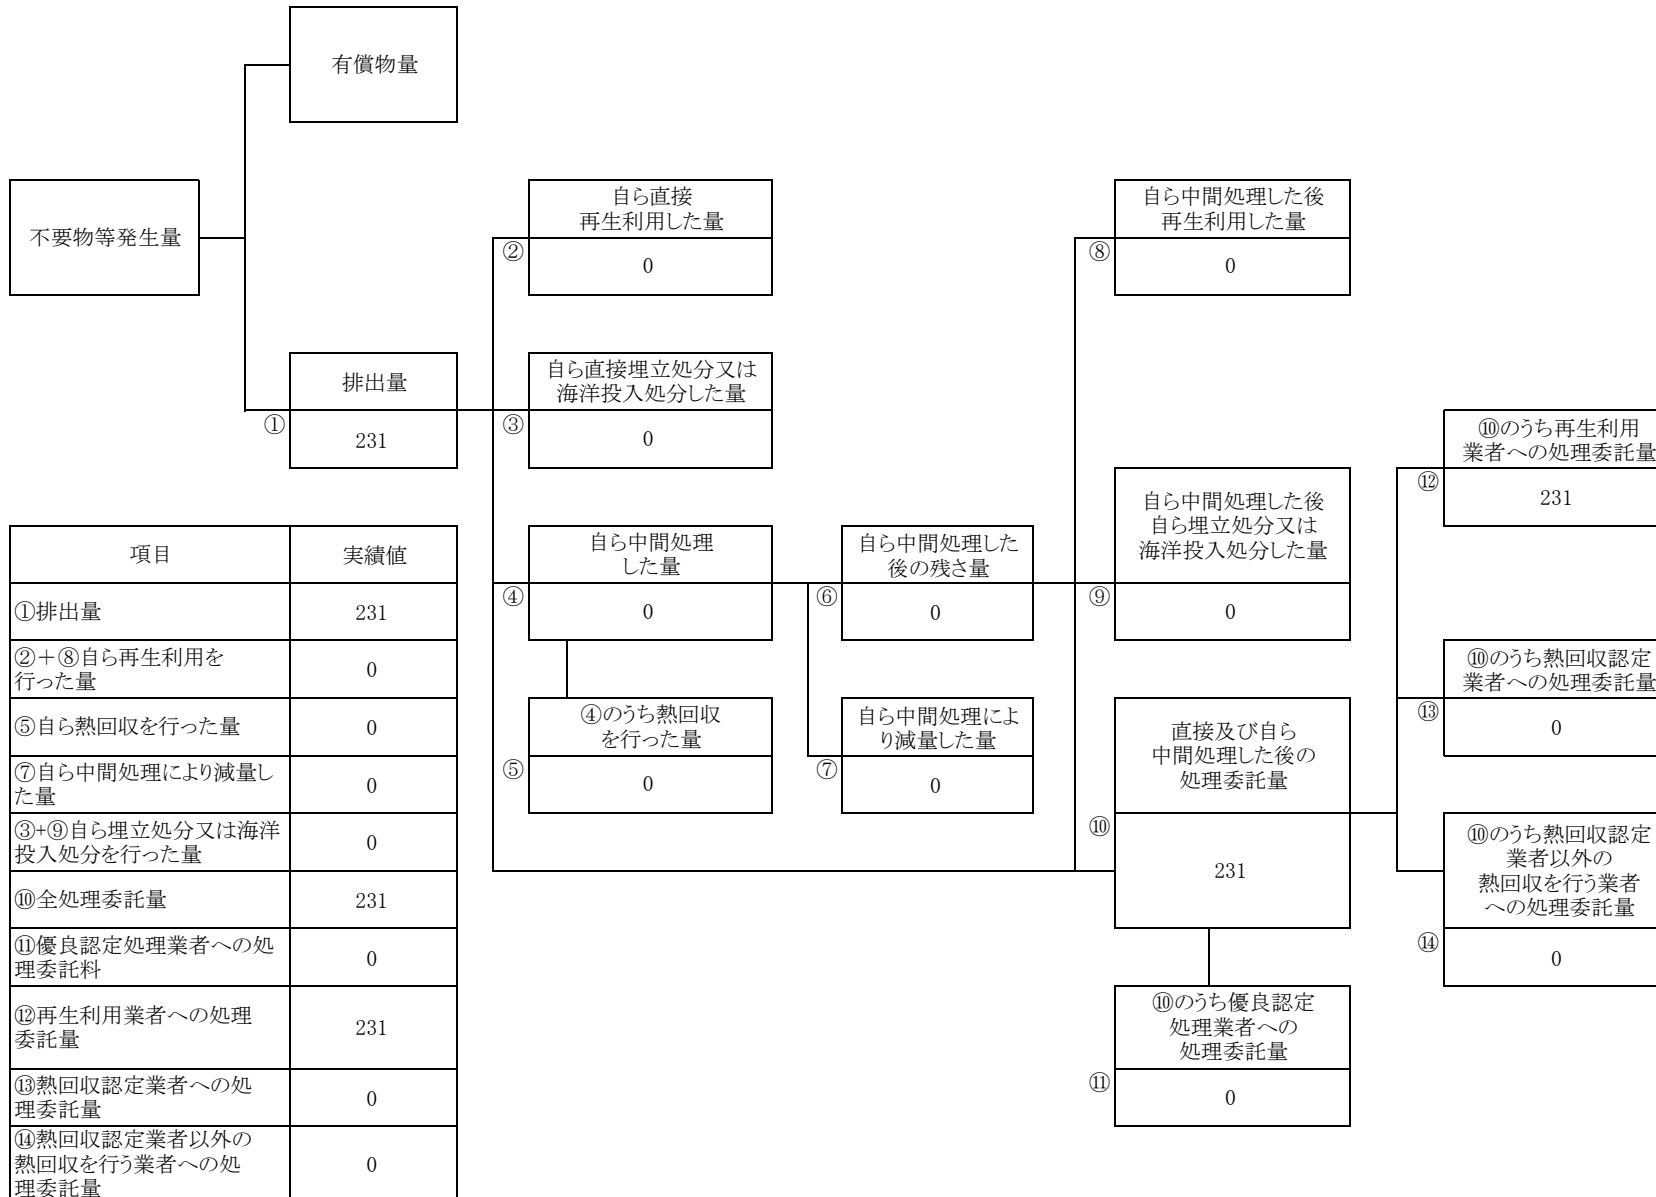 有償物量
不要物等発生量
自ら直接
再生利用した量
②
0
自ら中間処理した後
再生利用した量
⑧
0
排出量
①
231
自ら直接埋立処分又は
海洋投入処分した量
③
0
⑩のうち再生利用
業者への処理委託量
⑫
231
自ら中間処理した後
自ら埋立処分又は
海洋投入処分した量
⑨
0
自ら中間処理
した量
④
0
自ら中間処理した
後の残さ量
⑥
0
⑩のうち熱回収認定
業者への処理委託量
⑬
0
④のうち熱回収
を行った量
⑤
0
自ら中間処理によ
り減量した量
⑦
0
直接及び自ら
中間処理した後の
処理委託量
⑩
231
⑩のうち熱回収認定
業者以外の
熱回収を行う業者
への処理委託量
⑭
0
⑩のうち優良認定
処理業者への
処理委託量
⑪
0
項目 実績値
①排出量 231
②＋⑧自ら再生利用を
行った量 0
⑤自ら熱回収を行った量 0
⑦自ら中間処理により減量し
た量 0
③+⑨自ら埋立処分又は海洋
投入処分を行った量 0
⑩全処理委託量 231
⑪優良認定処理業者への処
理委託料 0
⑫再生利用業者への処理
委託量 231
⑬熱回収認定業者への処
理委託量 0
⑭熱回収認定業者以外の
熱回収を行う業者への処
理委託量 0